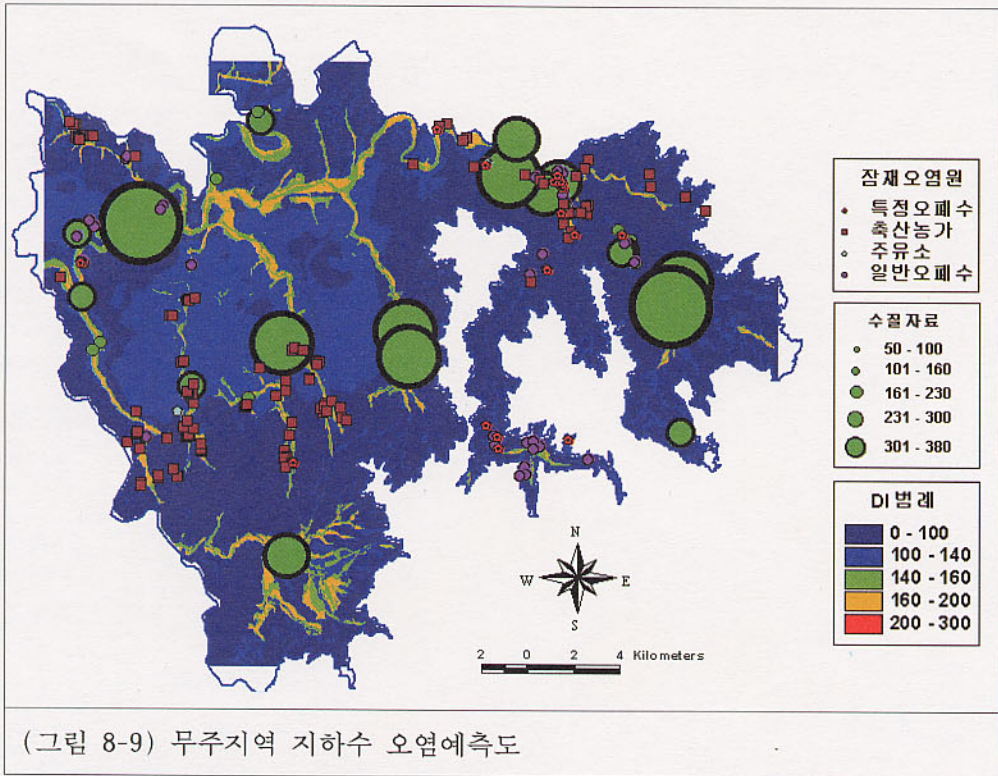 잠재오염원
특정오폐수
축산농가
주유소
일반오폐수
수질자료
50 - 100
101 - 160
161 - 230
231 - 300
301 - 380
DI범례
0 - 100
100 - 140
140 - 160
160 - 200
200 - 300
N
W E
S
2 0 2 4 Kilometers
(그림 8-9) 무주지역 지하수 오염예측도